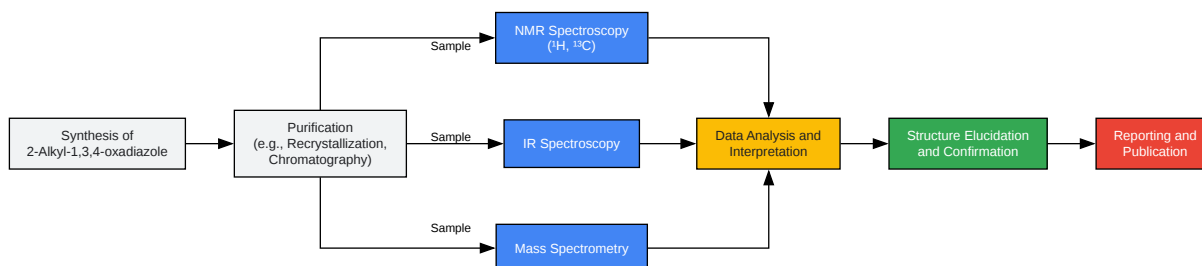 NMR Spectroscopy
(¹H, ¹³C)
Sample
Synthesis of
2-Alkyl-1,3,4-oxadiazole
Purification
(e.g., Recrystallization,
Chromatography)
Sample
IR Spectroscopy
Data Analysis and
Interpretation
Structure Elucidation
and Confirmation
Reporting and
Publication
Sample
Mass Spectrometry